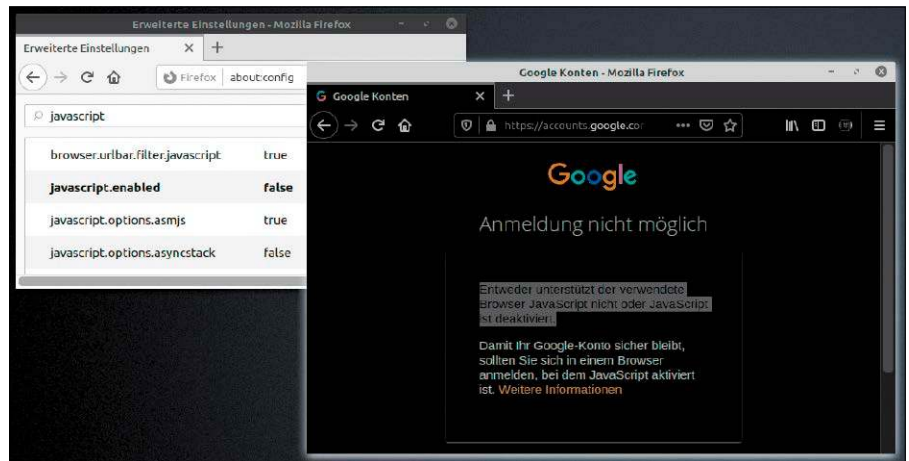 Erweiterte Einstellungen - Mozilla Firefox
Erweiterte Einstellungen
Firefox about:config
javascript
browser.urlbar.filter.javascript true
javascript.enabled false
javascript.options.asmjs true
javascript.options.asyncstack false
Google Konten - Mozilla Firefox
Google Konten
https://accounts.google.cor
Google
Anmeldung nicht möglich
Entweder unterstützt der verwendete
Browser JavaScript nicht oder JavaScript
ist deaktiviert.
Damit Ihr Google-Konto sicher bleibt,
sollten Sie sich in einem Browser
anmelden, bei dem JavaScript aktiviert
ist. Weitere Informationen